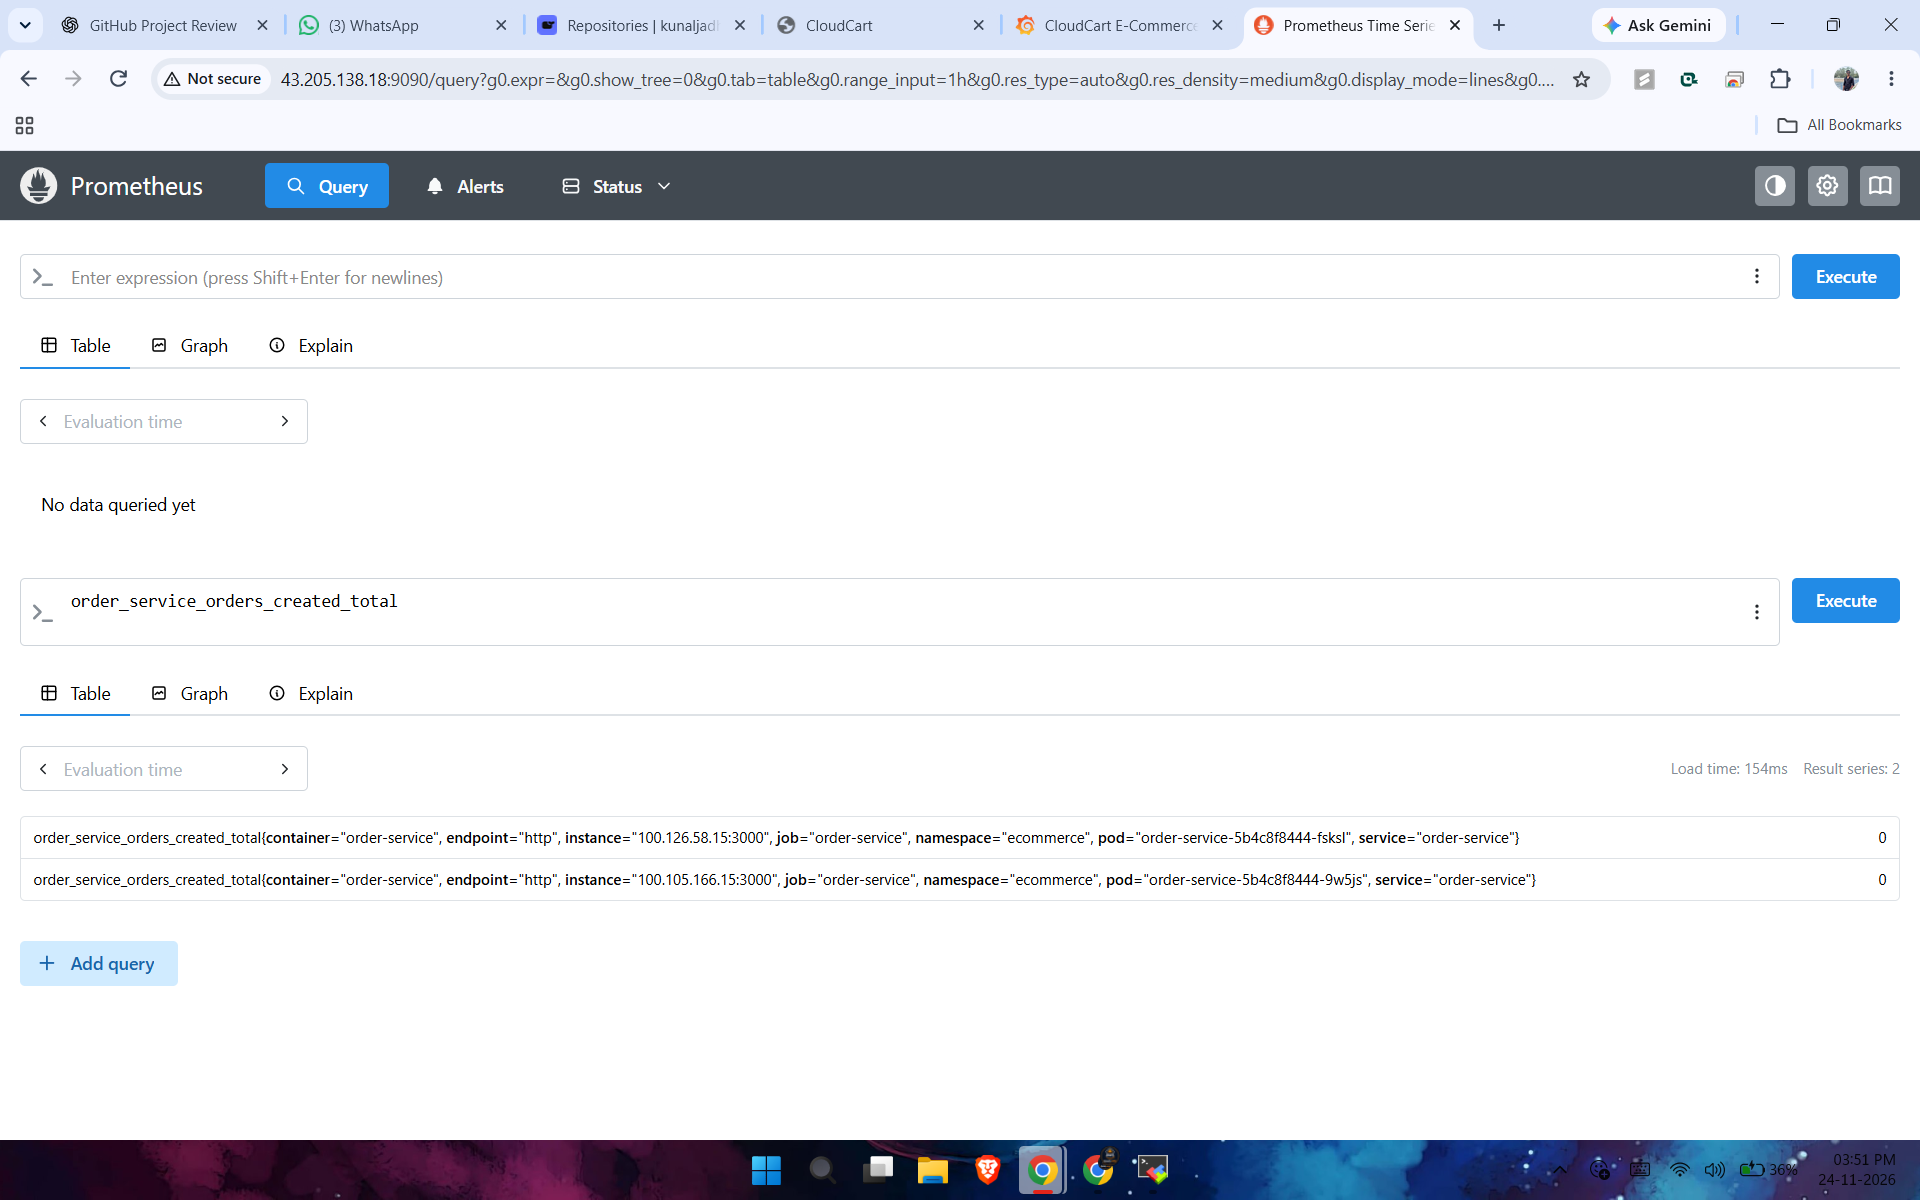 GitHub Project Review
(3) WhatsApp
Repositories | kunaljadh
CloudCart
CloudCart E-Commerce
Prometheus Time Serie
Ask Gemini
Not secure
43.205.138.18:9090/query?g0.expr=&g0.show_tree=0&g0.tab=table&g0.range_input=1h&g0.res_type=auto&g0.res_density=medium&g0.display_mode=lines&g0....
All Bookmarks
Prometheus
Query
Alerts
Status
Enter expression (press Shift+Enter for newlines)
Execute
Table
Graph
Explain
Evaluation time
No data queried yet
order_service_orders_created_total
Execute
Table
Graph
Explain
Evaluation time
Load time: 154ms
Result series: 2
order_service_orders_created_total{container="order-service", endpoint="http", instance="100.126.58.15:3000", job="order-service", namespace="ecommerce", pod="order-service-5b4c8f8444-fsksl", service="order-service"} 0
order_service_orders_created_total{container="order-service", endpoint="http", instance="100.105.166.15:3000", job="order-service", namespace="ecommerce", pod="order-service-5b4c8f8444-9w5js", service="order-service"} 0
Add query
36%
03:51 PM
24-11-2026